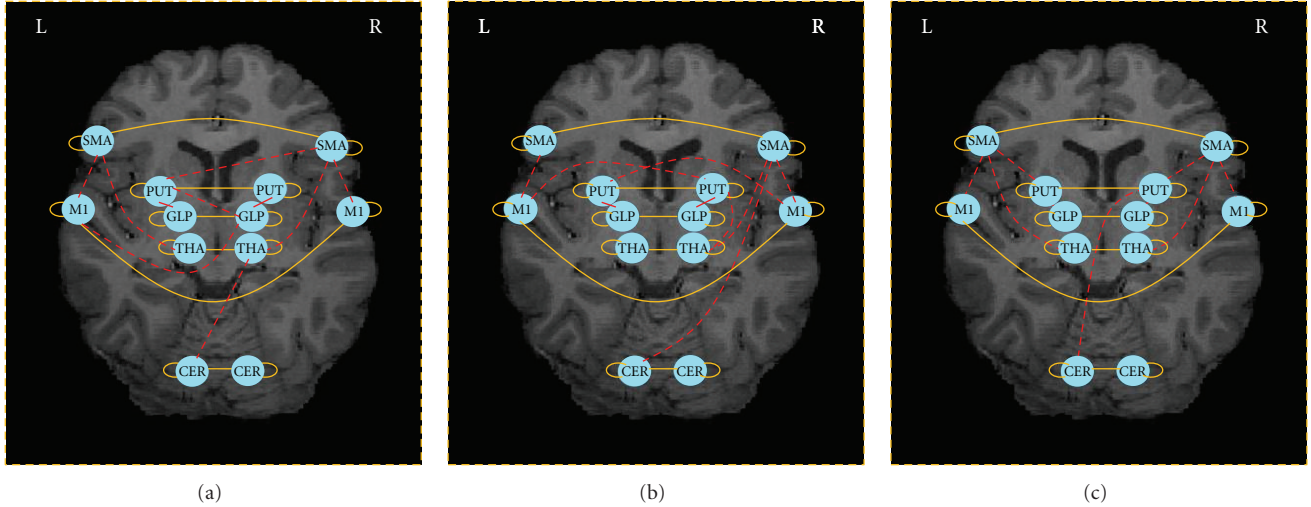 L R
SMA SMA
PUT PUT
M1 GLP GLP M1
THA THA
CER CER
(a)
L R
SMA SMA
PUT PUT
M1 GLP GLP M1
THA THA
CER CER
(b)
L R
SMA SMA
PUT PUT
M1 GLP GLP M1
THA THA
CER CER
(c)